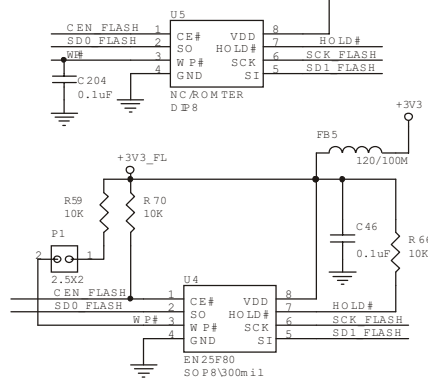 U5
CEN_FLASH 1 CE# VDD 8
SD0_FLASH 2 SO HOLD# 7 HOLD#
WP# 3 WP# SCK 6 SCK_FLASH
4 GND SI 5 SD1_FLASH
C204
0.1uF
NC/ROMTER
DIP8
+3V3
FB5
120/100M
+3V3_FL
R59
10K
R70
10K
C46
0.1uF
R66
10K
P1
2 1
2.5X2
U4
CEN_FLASH 1 CE# VDD 8
SD0_FLASH 2 SO HOLD# 7 HOLD#
WP# 3 WP# SCK 6 SCK_FLASH
4 GND SI 5 SD1_FLASH
EN25F80
SOP8\300mil